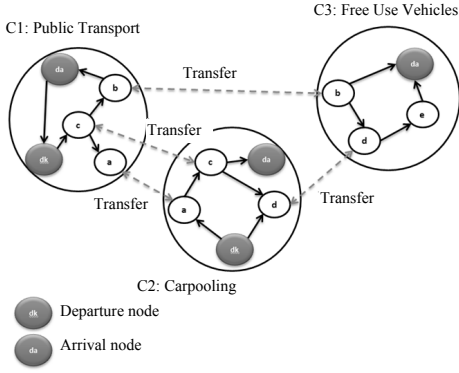 C3: Free Use Vehicles
C1: Public Transport
da
b
c
dk
a
Transfer
b
da
e
d
Transfer
c
da
a
d
dk
Transfer
Transfer
C2: Carpooling
dk Departure node
da Arrival node